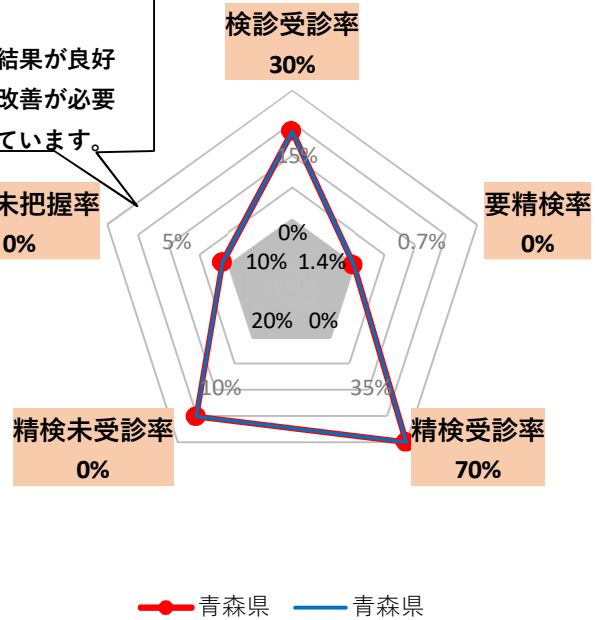 検診受診率
30%
結果が良好
改善が必要
ています。
15%
未把握率
0%
要精検率
0%
5%
0.7%
0%
10%
1.4%
20%
0%
10%
35%
精検未受診率
0%
精検受診率
70%
青森県
青森県